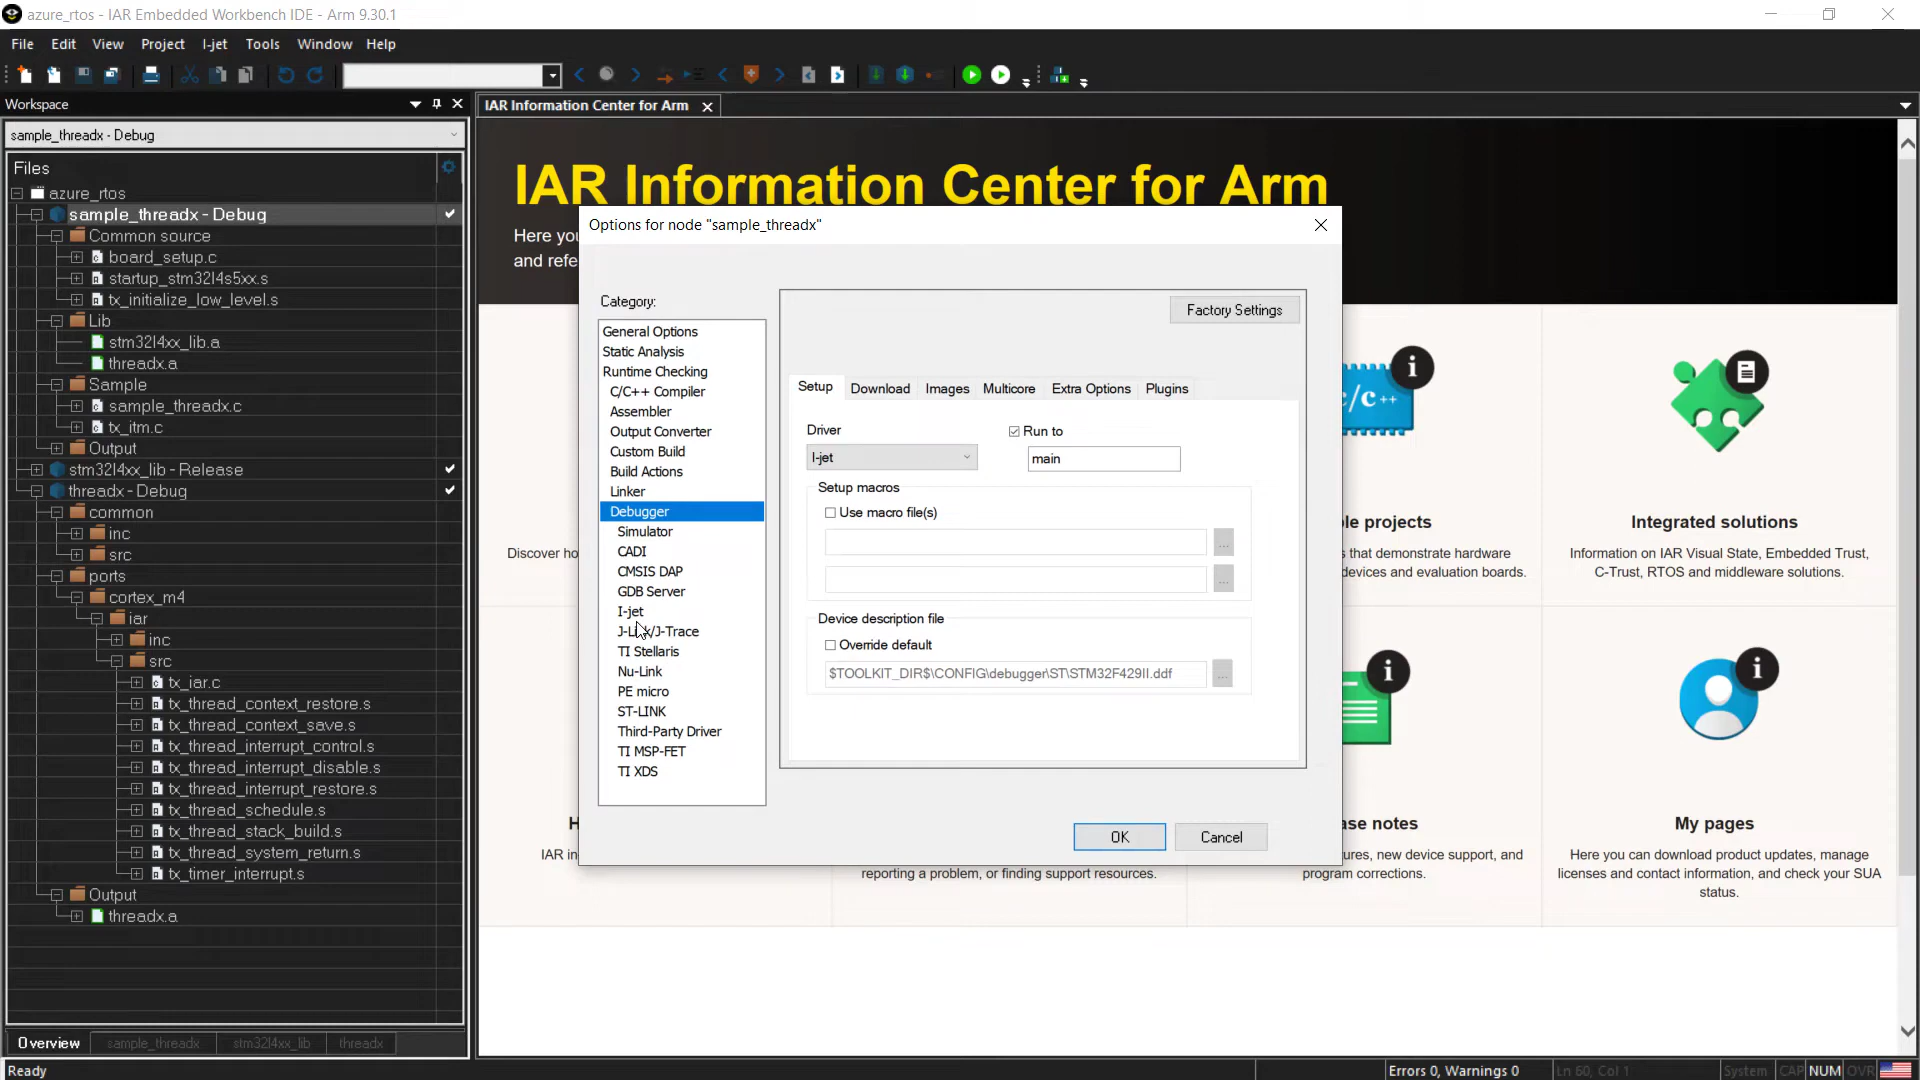 azure_rtos - IAR Embedded Workbench IDE - Arm 9.30.1
File Edit View Project I-jet Tools Window Help
Workspace
IAR Information Center for Arm
sample_threadx - Debug
Files
azure_rtos
sample_threadx - Debug
Common source
board_setup.c
startup_stm32l4s5xx.s
tx_initialize_low_level.s
Lib
stm32l4xx_lib.a
threadx.a
Sample
sample_threadx.c
tx_itm.c
Output
stm32l4xx_lib - Release
threadx - Debug
common
inc
src
ports
cortex_m4
iar
inc
src
tx_iar.c
tx_thread_context_restore.s
tx_thread_context_save.s
tx_thread_interrupt_control.s
tx_thread_interrupt_disable.s
tx_thread_interrupt_restore.s
tx_thread_schedule.s
tx_thread_stack_build.s
tx_thread_system_return.s
tx_timer_interrupt.s
Output
threadx.a
Overview sample_threadx stm32l4xx_lib threadx
IAR Information Center for Arm
Here you
and refe
Options for node "sample_threadx"
Category:
General Options
Static Analysis
Runtime Checking
C/C++ Compiler
Assembler
Output Converter
Custom Build
Build Actions
Linker
Debugger
Simulator
CADI
CMSIS DAP
GDB Server
I-jet
J-Link/J-Trace
TI Stellaris
Nu-Link
PE micro
ST-LINK
Third-Party Driver
TI MSP-FET
TI XDS
Factory Settings
Setup Download Images Multicore Extra Options Plugins
Driver
I-jet
Run to
main
Setup macros
Use macro file(s)
...
...
Device description file
Override default
$TOOLKIT_DIR$\CONFIG\debugger\ST\STM32F429II.ddf
...
OK Cancel
Discover ho
c/c++
le projects
s that demonstrate hardware
devices and evaluation boards.
Integrated solutions
Information on IAR Visual State, Embedded Trust,
C-Trust, RTOS and middleware solutions.
H
IAR in
reporting a problem, or finding support resources.
ase notes
ures, new device support, and
program corrections.
My pages
Here you can download product updates, manage
licenses and contact information, and check your SUA
status.
Ready
Errors 0, Warnings 0
Ln 60, Col 1
System CAP NUM OVR